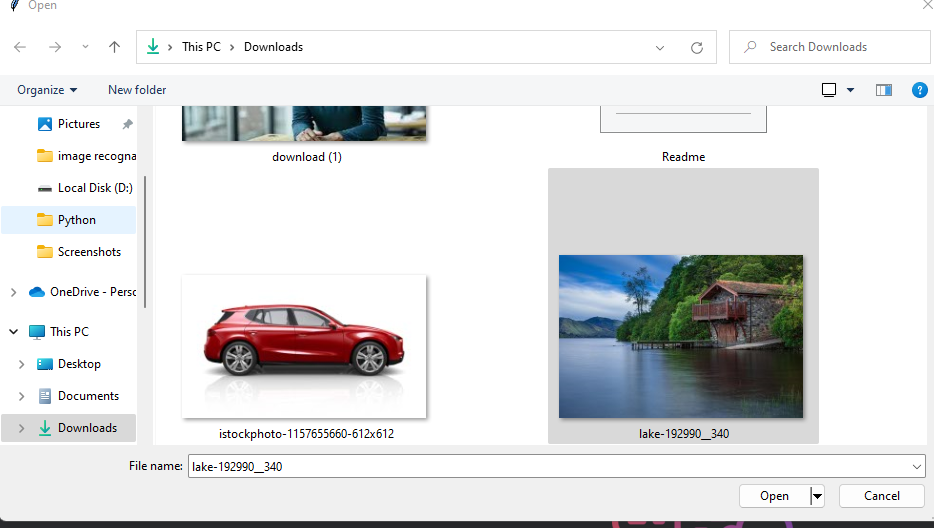 Open
This PC > Downloads
Search Downloads
Organize
New folder
Pictures
image recogna
Local Disk (D:)
Python
Screenshots
OneDrive - Perso
This PC
Desktop
Documents
Downloads
download (1)
Readme
istockphoto-1157655660-612x612
lake-192990__340
File name:
lake-192990__340
Open
Cancel